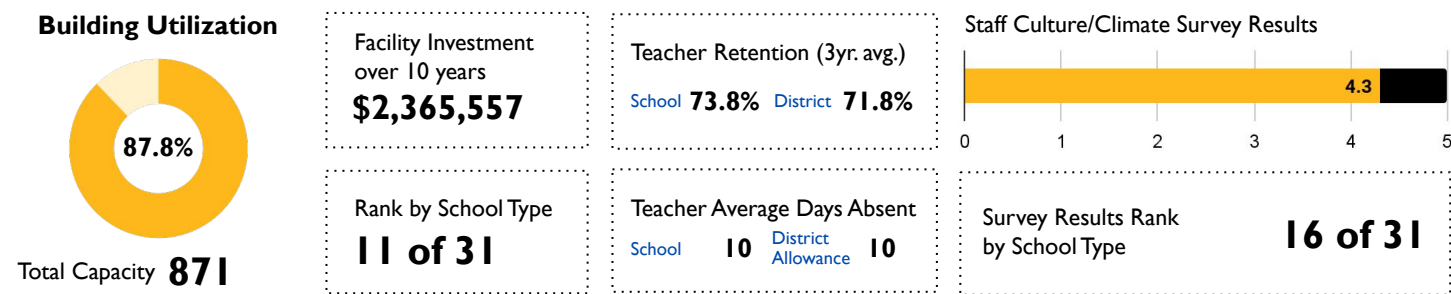 Building Utilization
87.8%
Total Capacity 871
Facility Investment
over 10 years
$2,365,557
Rank by School Type
11 of 31
Teacher Retention (3yr. avg.)
School 73.8% District 71.8%
Teacher Average Days Absent
School 10 District Allowance 10
Staff Culture/Climate Survey Results
4.3
0 1 2 3 4 5
Survey Results Rank
by School Type
16 of 31